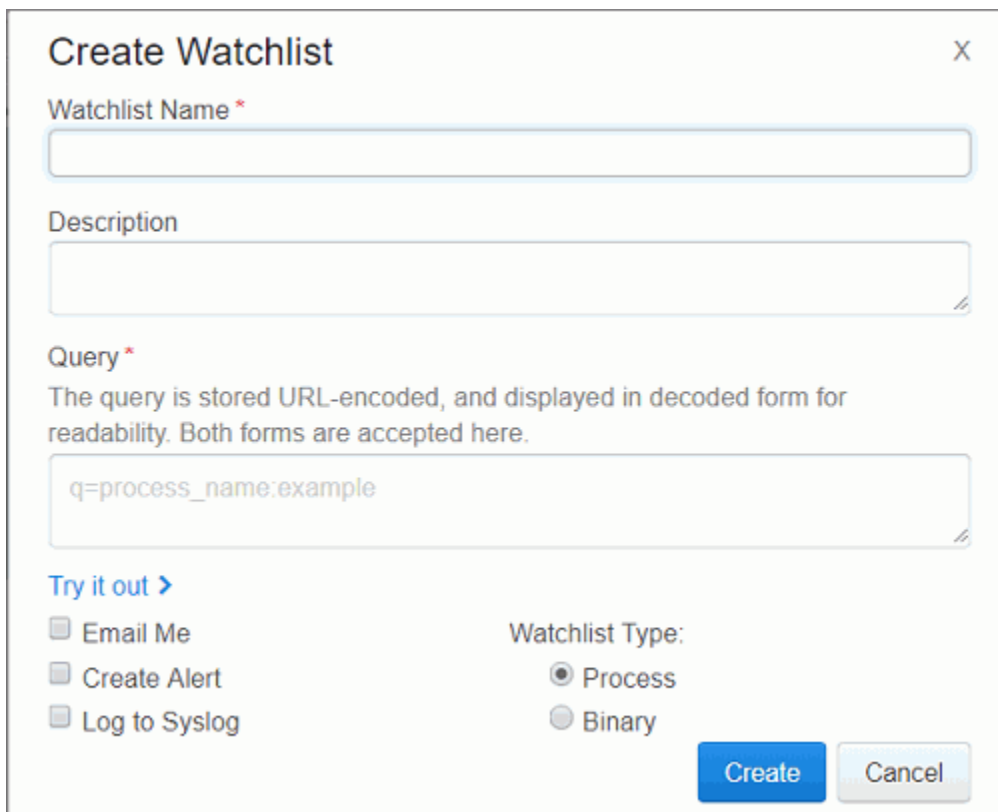 Create Watchlist X
Watchlist Name *
Description
Query *
The query is stored URL-encoded, and displayed in decoded form for
readability. Both forms are accepted here.
q=process_name:example
Try it out >
Email Me
Watchlist Type:
Create Alert
Process
Log to Syslog
Binary
Create Cancel